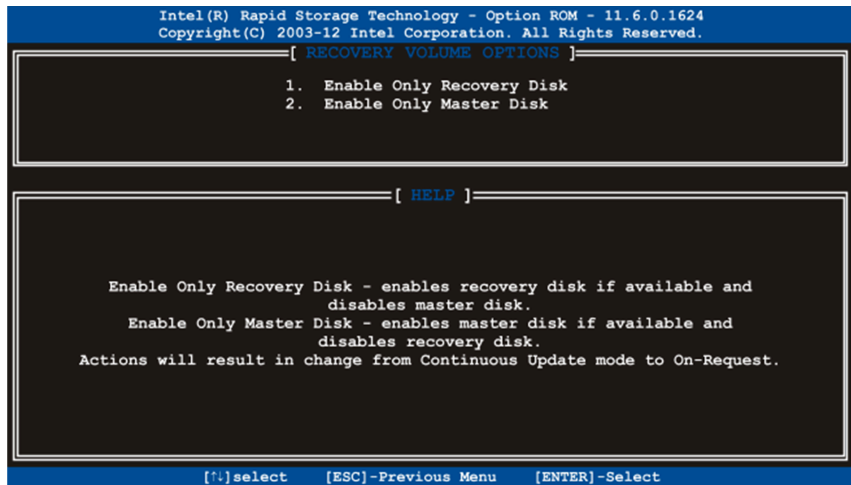 Intel(R) Rapid Storage Technology - Option ROM - 11.6.0.1624
Copyright(C) 2003-12 Intel Corporation. All Rights Reserved.
[ RECOVERY VOLUME OPTIONS ]
1. Enable Only Recovery Disk
2. Enable Only Master Disk
[ HELP ]
Enable Only Recovery Disk - enables recovery disk if available and
disables master disk.
Enable Only Master Disk - enables master disk if available and
disables recovery disk.
Actions will result in change from Continuous Update mode to On-Request.
[↑↓]select [ESC]-Previous Menu [ENTER]-Select